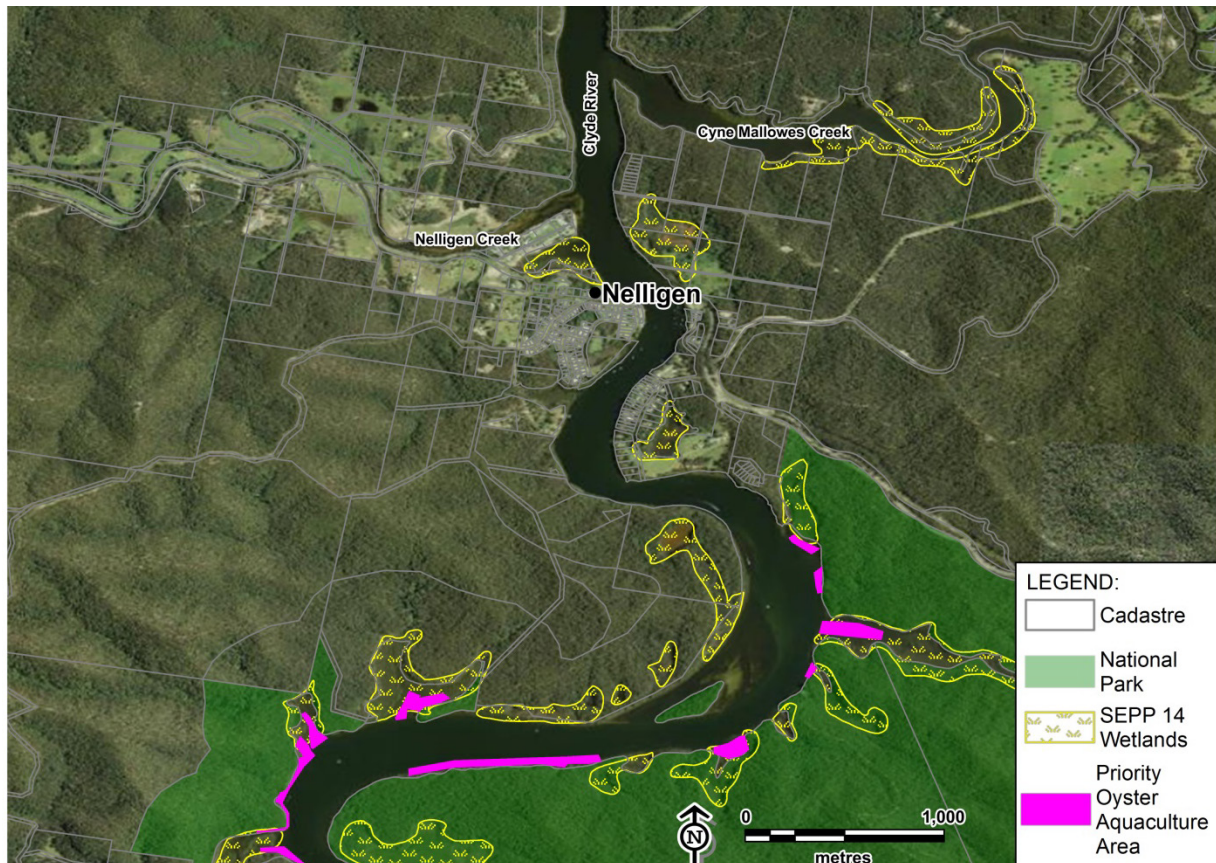 Clyde River
Cyne Mallowes Creek
Nelligen Creek
Nelligen
LEGEND:
Cadastre
National
Park
SEPP 14
Wetlands
Priority
Oyster
Aquaculture
Area
N
0
1,000
metres